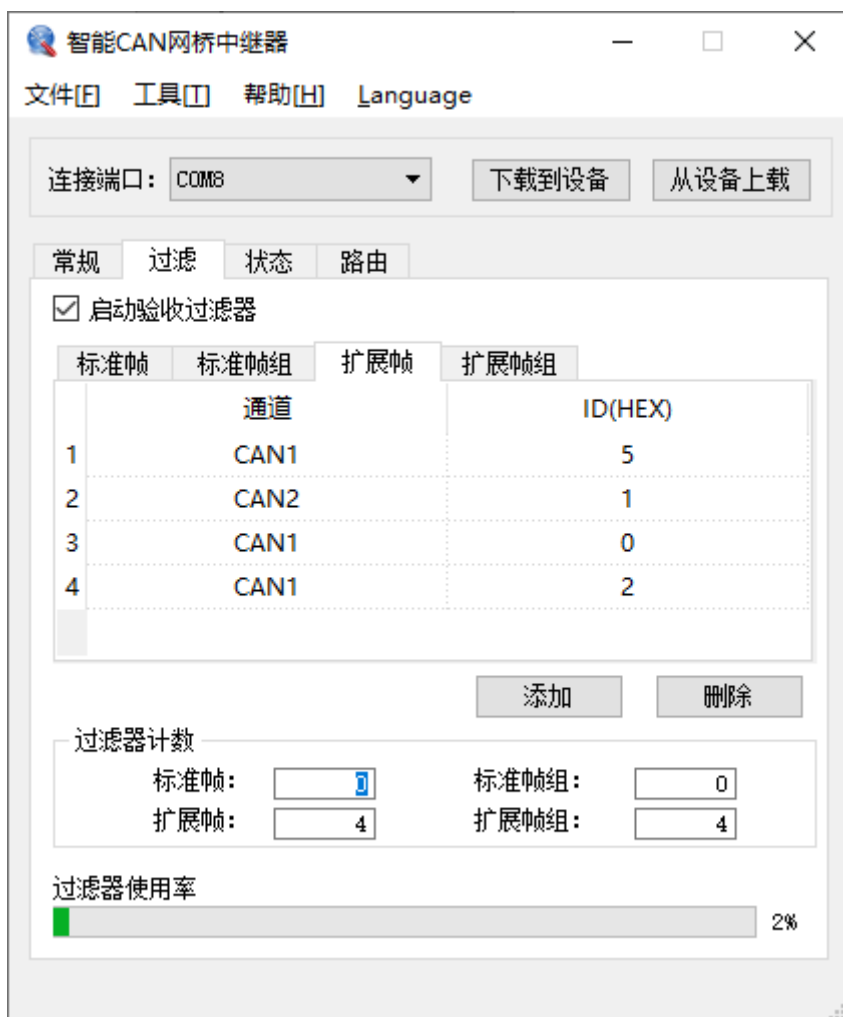 智能CAN网桥中继器
文件[F] 工具[T] 帮助[H] Language
连接端口: COM8 下载到设备 从设备上载
常规 过滤 状态 路由
启动验收过滤器
标准帧 标准帧组 扩展帧 扩展帧组
通道 ID(HEX)
1 CAN1 5
2 CAN2 1
3 CAN1 0
4 CAN1 2
添加 删除
过滤器计数
标准帧: 0 标准帧组: 0
扩展帧: 4 扩展帧组: 4
过滤器使用率
2%